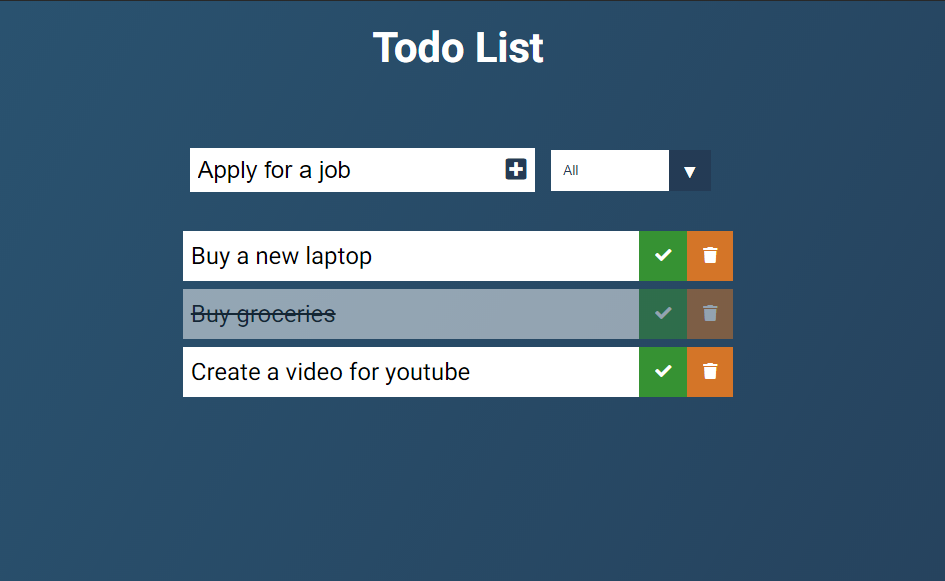 Todo List
Apply for a job
All
Buy a new laptop
Buy groceries
Create a video for youtube